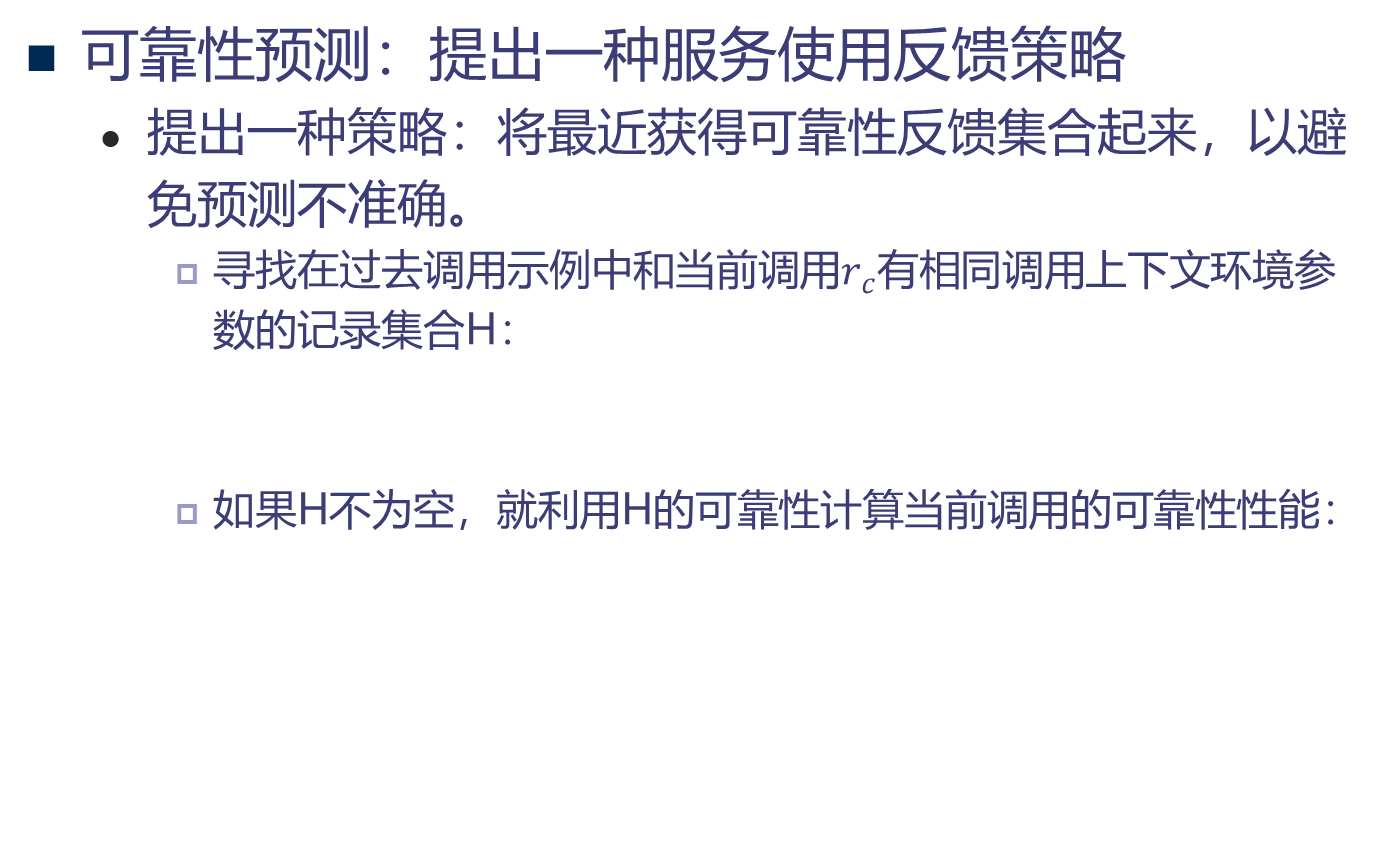 可靠性预测：提出一种服务使用反馈策略
提出一种策略：将最近获得可靠性反馈集合起来，以避
免预测不准确。
寻找在过去调用示例中和当前调用r_c有相同调用上下文环境参
数的记录集合H：
如果H不为空，就利用H的可靠性计算当前调用的可靠性性能：